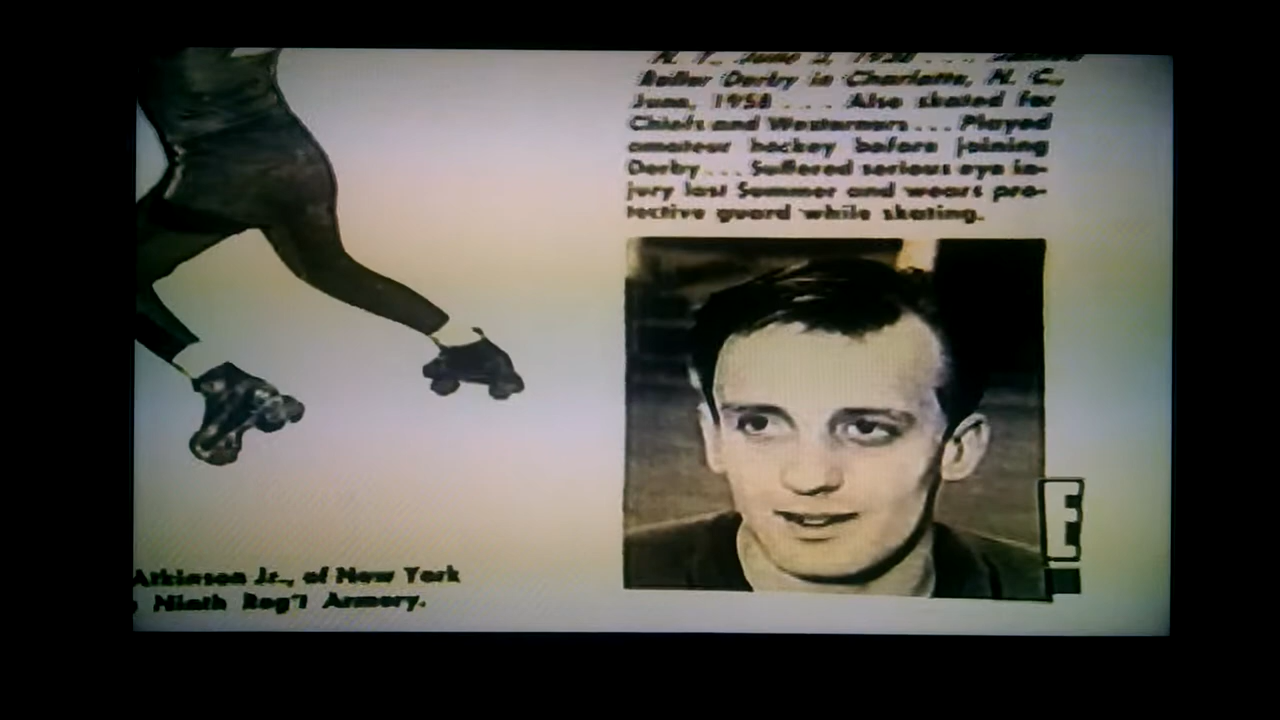 N. Y., June 2, 1936 .... Joined
Roller Derby in Charlotte, N. C.,
June, 1958 .... Also skated for
Chiefs and Westerners ... Played
amateur hockey before joining
Derby ... Suffered serious eye in-
jury last Summer and wears pro-
tective guard while skating.
Atkinson Jr., of New York
Ninth Reg't Armory.
E